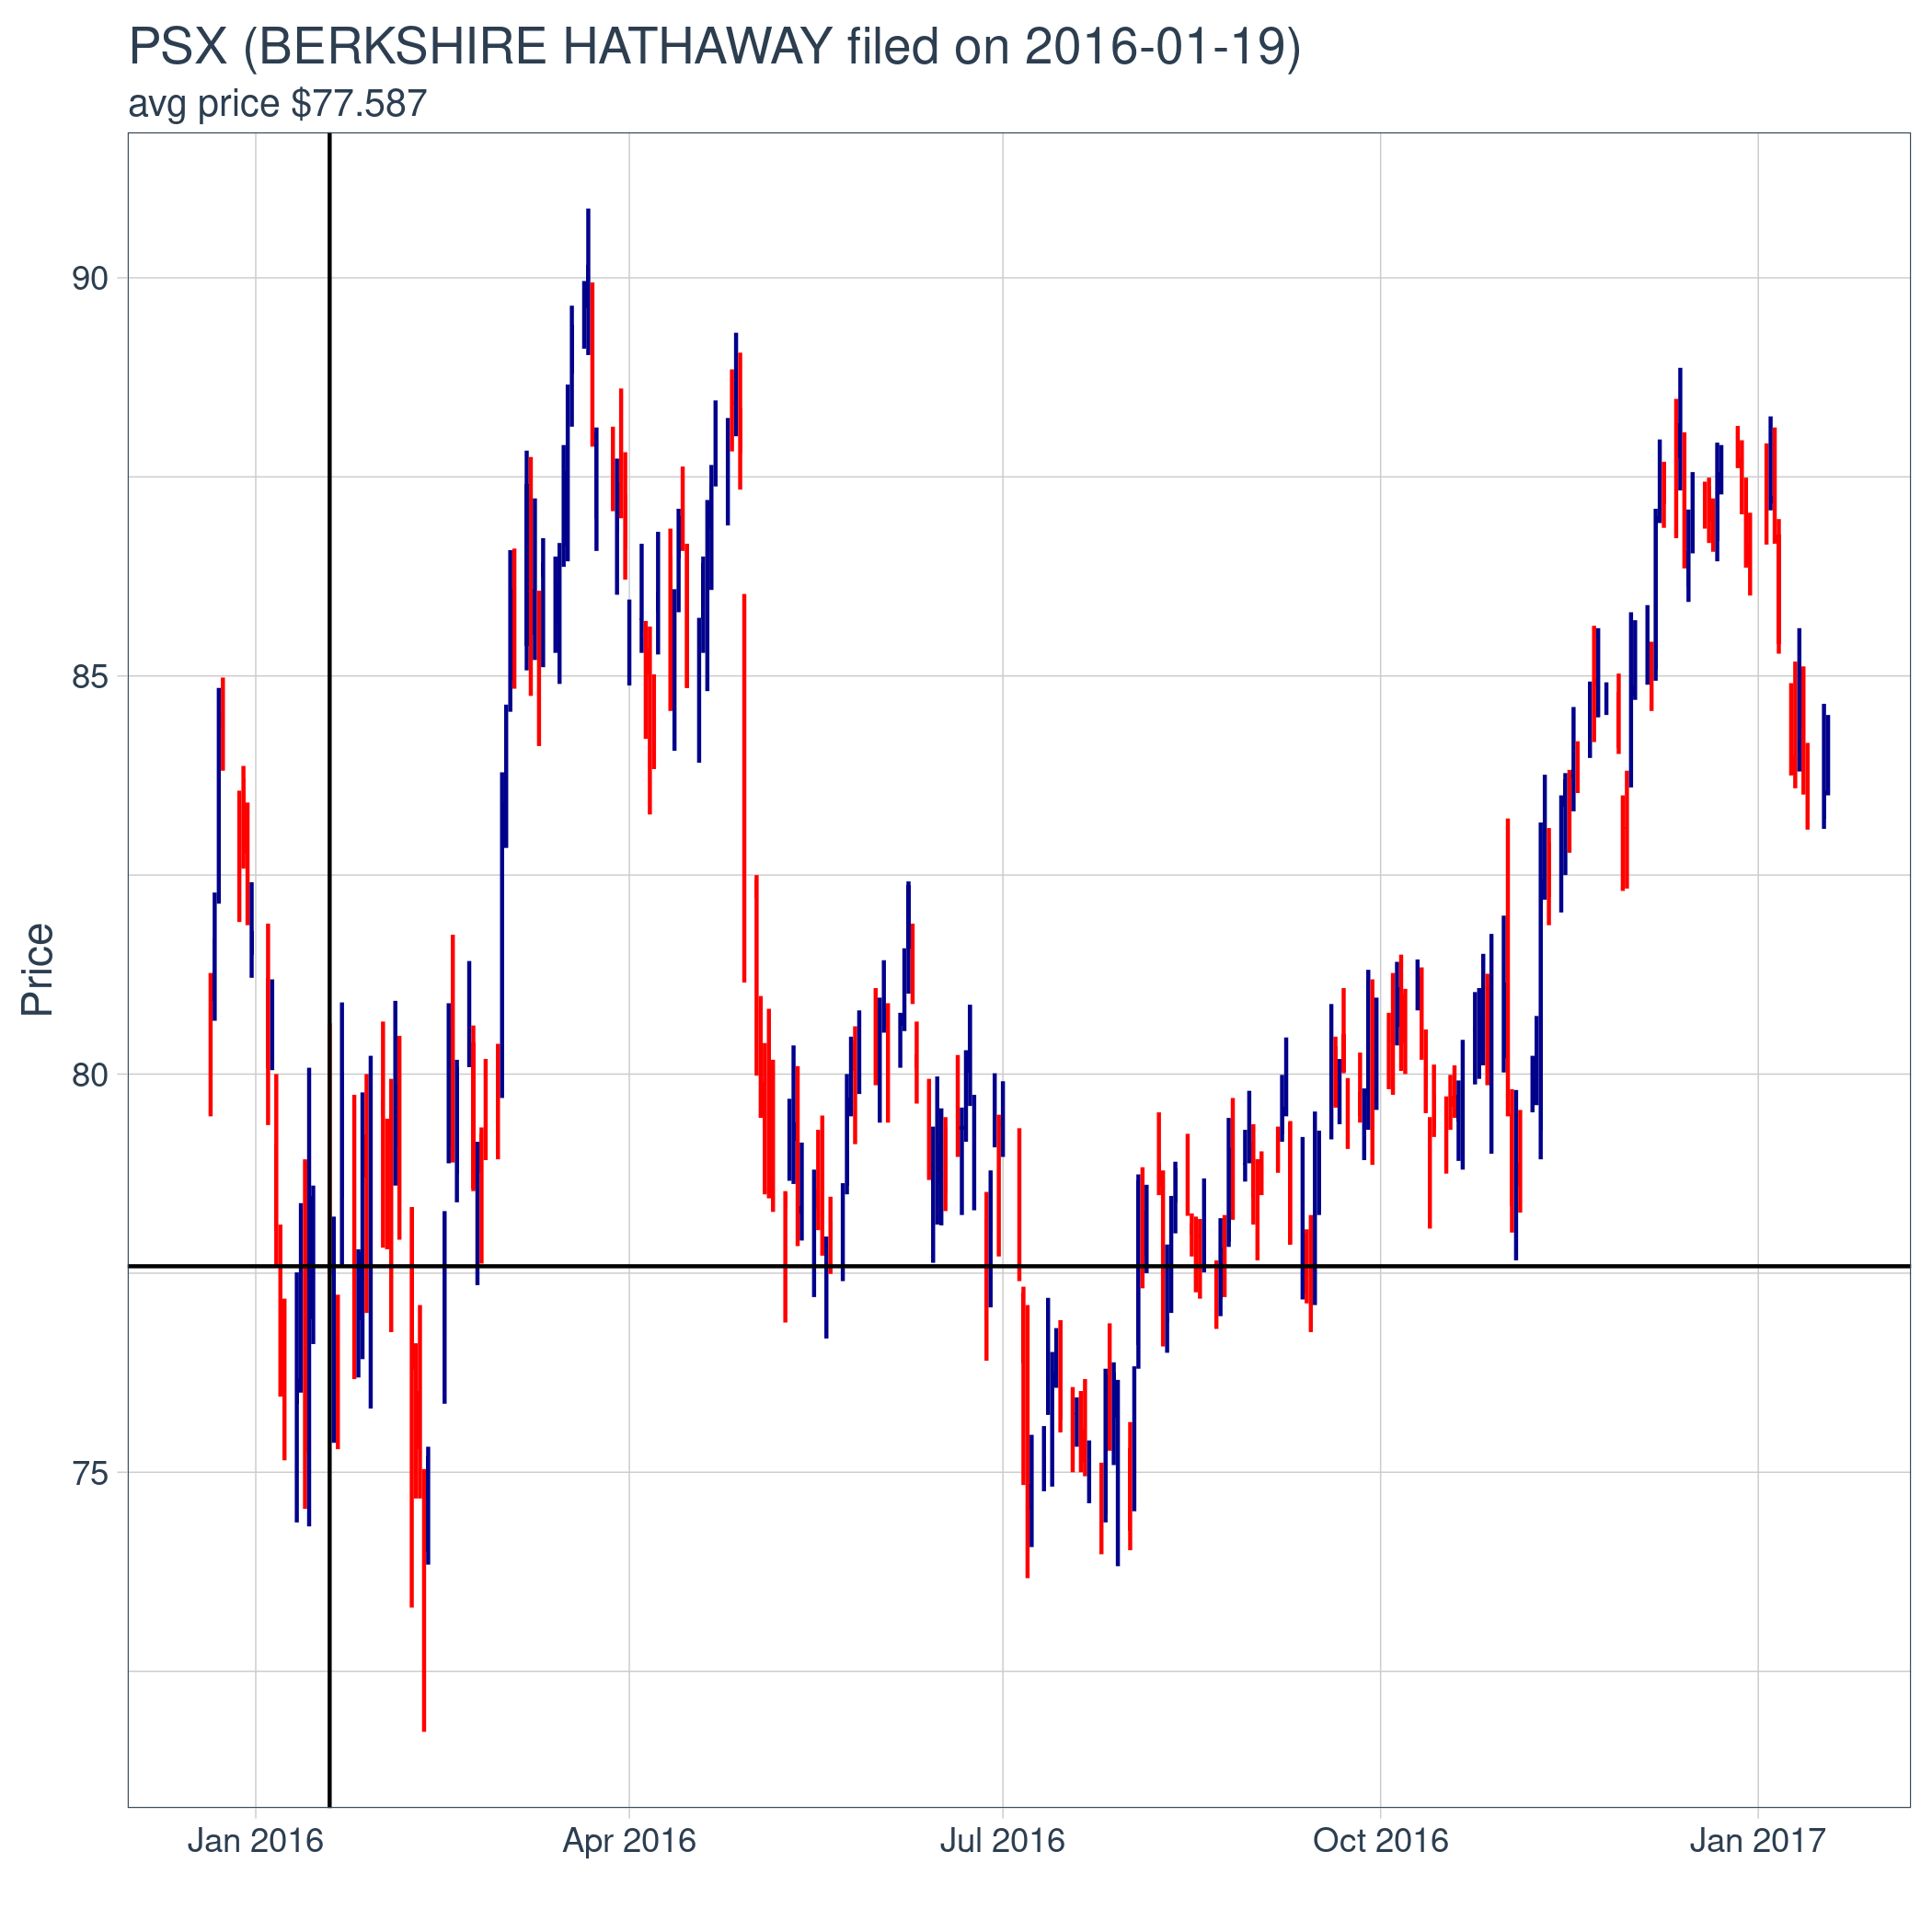 PSX (BERKSHIRE HATHAWAY filed on 2016-01-19)
avg price $77.587
90
85
80
75
Price
Jan 2016 Apr 2016 Jul 2016 Oct 2016 Jan 2017